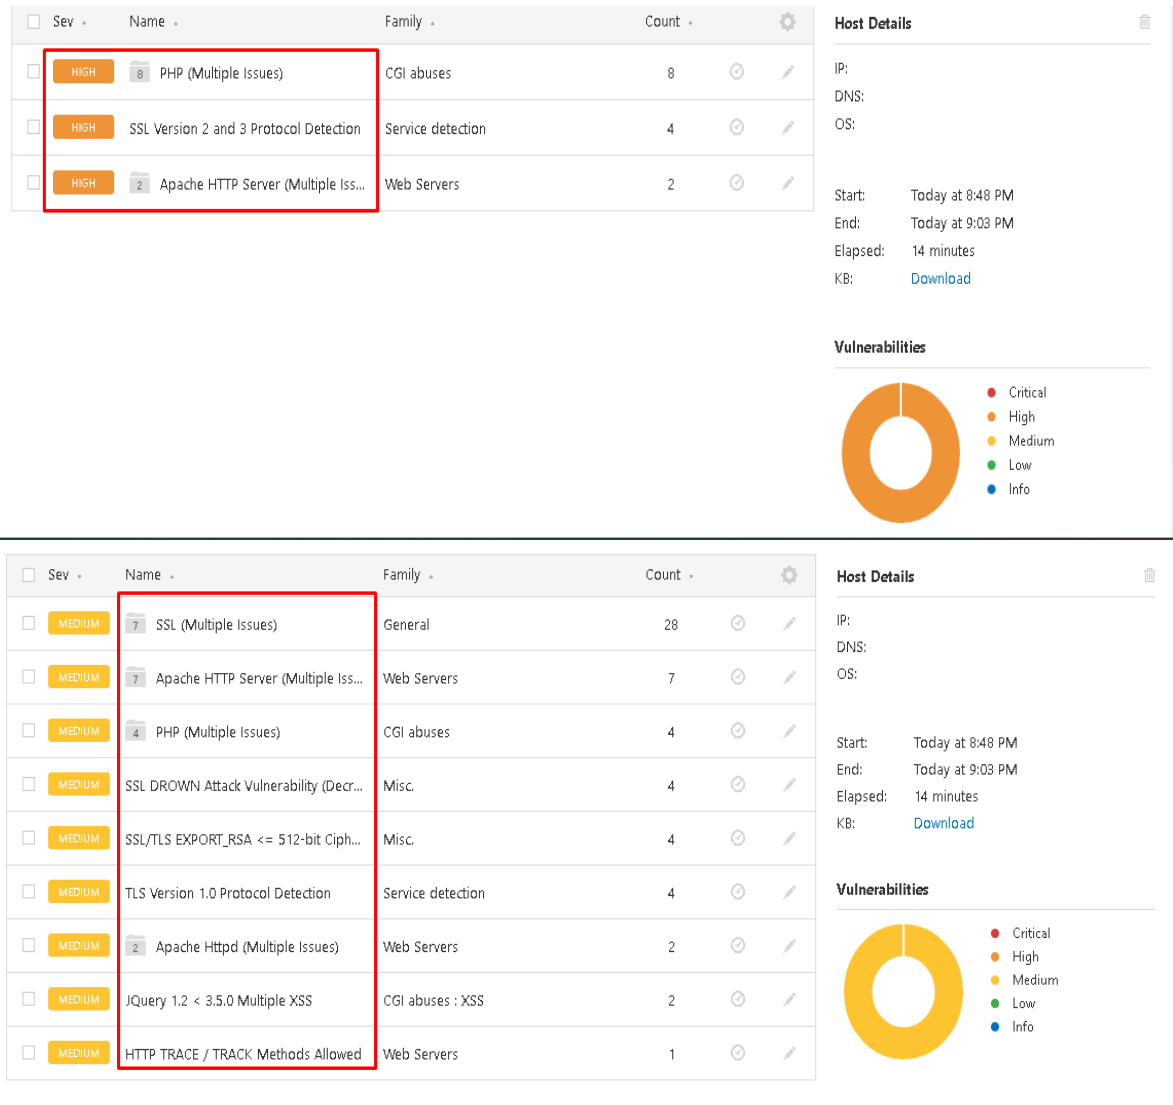 Sev Name Family Count Host Details
HIGH 8 PHP (Multiple Issues) CGI abuses 8
HIGH SSL Version 2 and 3 Protocol Detection Service detection 4
HIGH 2 Apache HTTP Server (Multiple Iss... Web Servers 2
IP:
DNS:
OS:
Start: Today at 8:48 PM
End: Today at 9:03 PM
Elapsed: 14 minutes
KB: Download
Vulnerabilities
Critical
High
Medium
Low
Info
Sev Name Family Count Host Details
MEDIUM 7 SSL (Multiple Issues) General 28
MEDIUM 7 Apache HTTP Server (Multiple Iss... Web Servers 7
MEDIUM 4 PHP (Multiple Issues) CGI abuses 4
MEDIUM SSL DROWN Attack Vulnerability (Decr... Misc. 4
MEDIUM SSL/TLS EXPORT_RSA <= 512-bit Ciph... Misc. 4
MEDIUM TLS Version 1.0 Protocol Detection Service detection 4
MEDIUM 2 Apache Httpd (Multiple Issues) Web Servers 2
MEDIUM JQuery 1.2 < 3.5.0 Multiple XSS CGI abuses : XSS 2
MEDIUM HTTP TRACE / TRACK Methods Allowed Web Servers 1
IP:
DNS:
OS:
Start: Today at 8:48 PM
End: Today at 9:03 PM
Elapsed: 14 minutes
KB: Download
Vulnerabilities
Critical
High
Medium
Low
Info